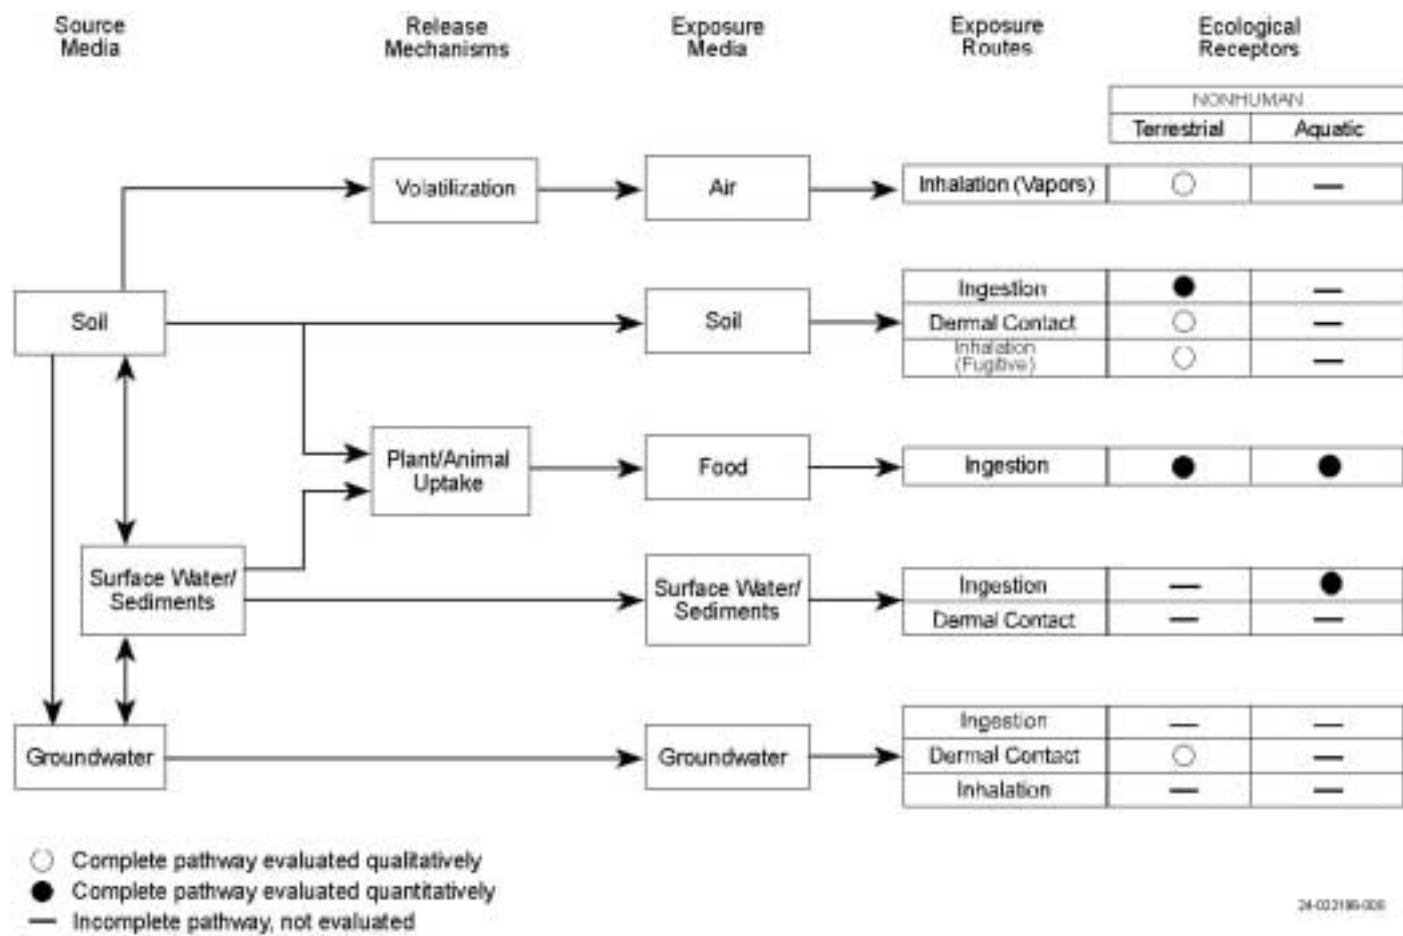 Source Media
Release Mechanisms
Exposure Media
Exposure Routes
Ecological Receptors
NONHUMAN
Terrestrial Aquatic
Volatilization
Air
Inhalation (Vapors) —
Soil
Soil
Ingestion —
Dermal Contact —
Inhalation (Fugitive) —
Plant/Animal Uptake
Food
Ingestion
Surface Water/ Sediments
Surface Water/ Sediments
Ingestion —
Dermal Contact — —
Groundwater
Groundwater
Ingestion — —
Dermal Contact —
Inhalation — —
Complete pathway evaluated qualitatively
Complete pathway evaluated quantitatively
— Incomplete pathway, not evaluated